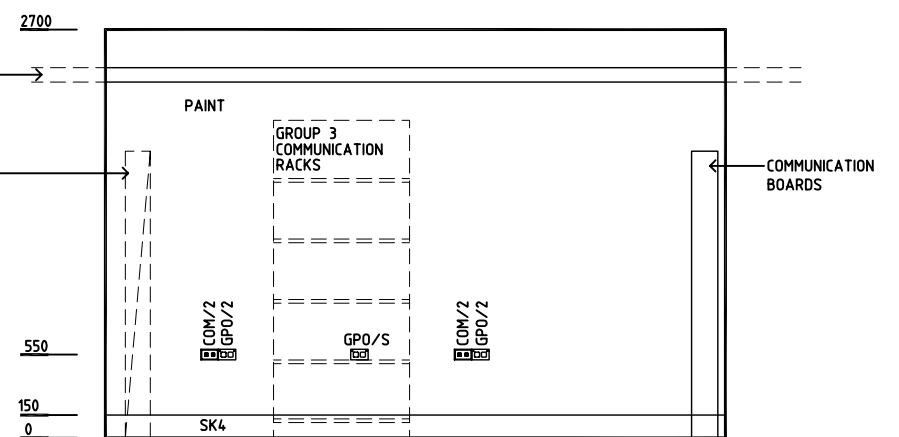 2700
PAINT
GROUP 3
COMMUNICATION
RACKS
COMMUNICATION
BOARDS
COM/2
GPO/2
GPO/S
COM/2
GPO/2
550
150
SK4
0